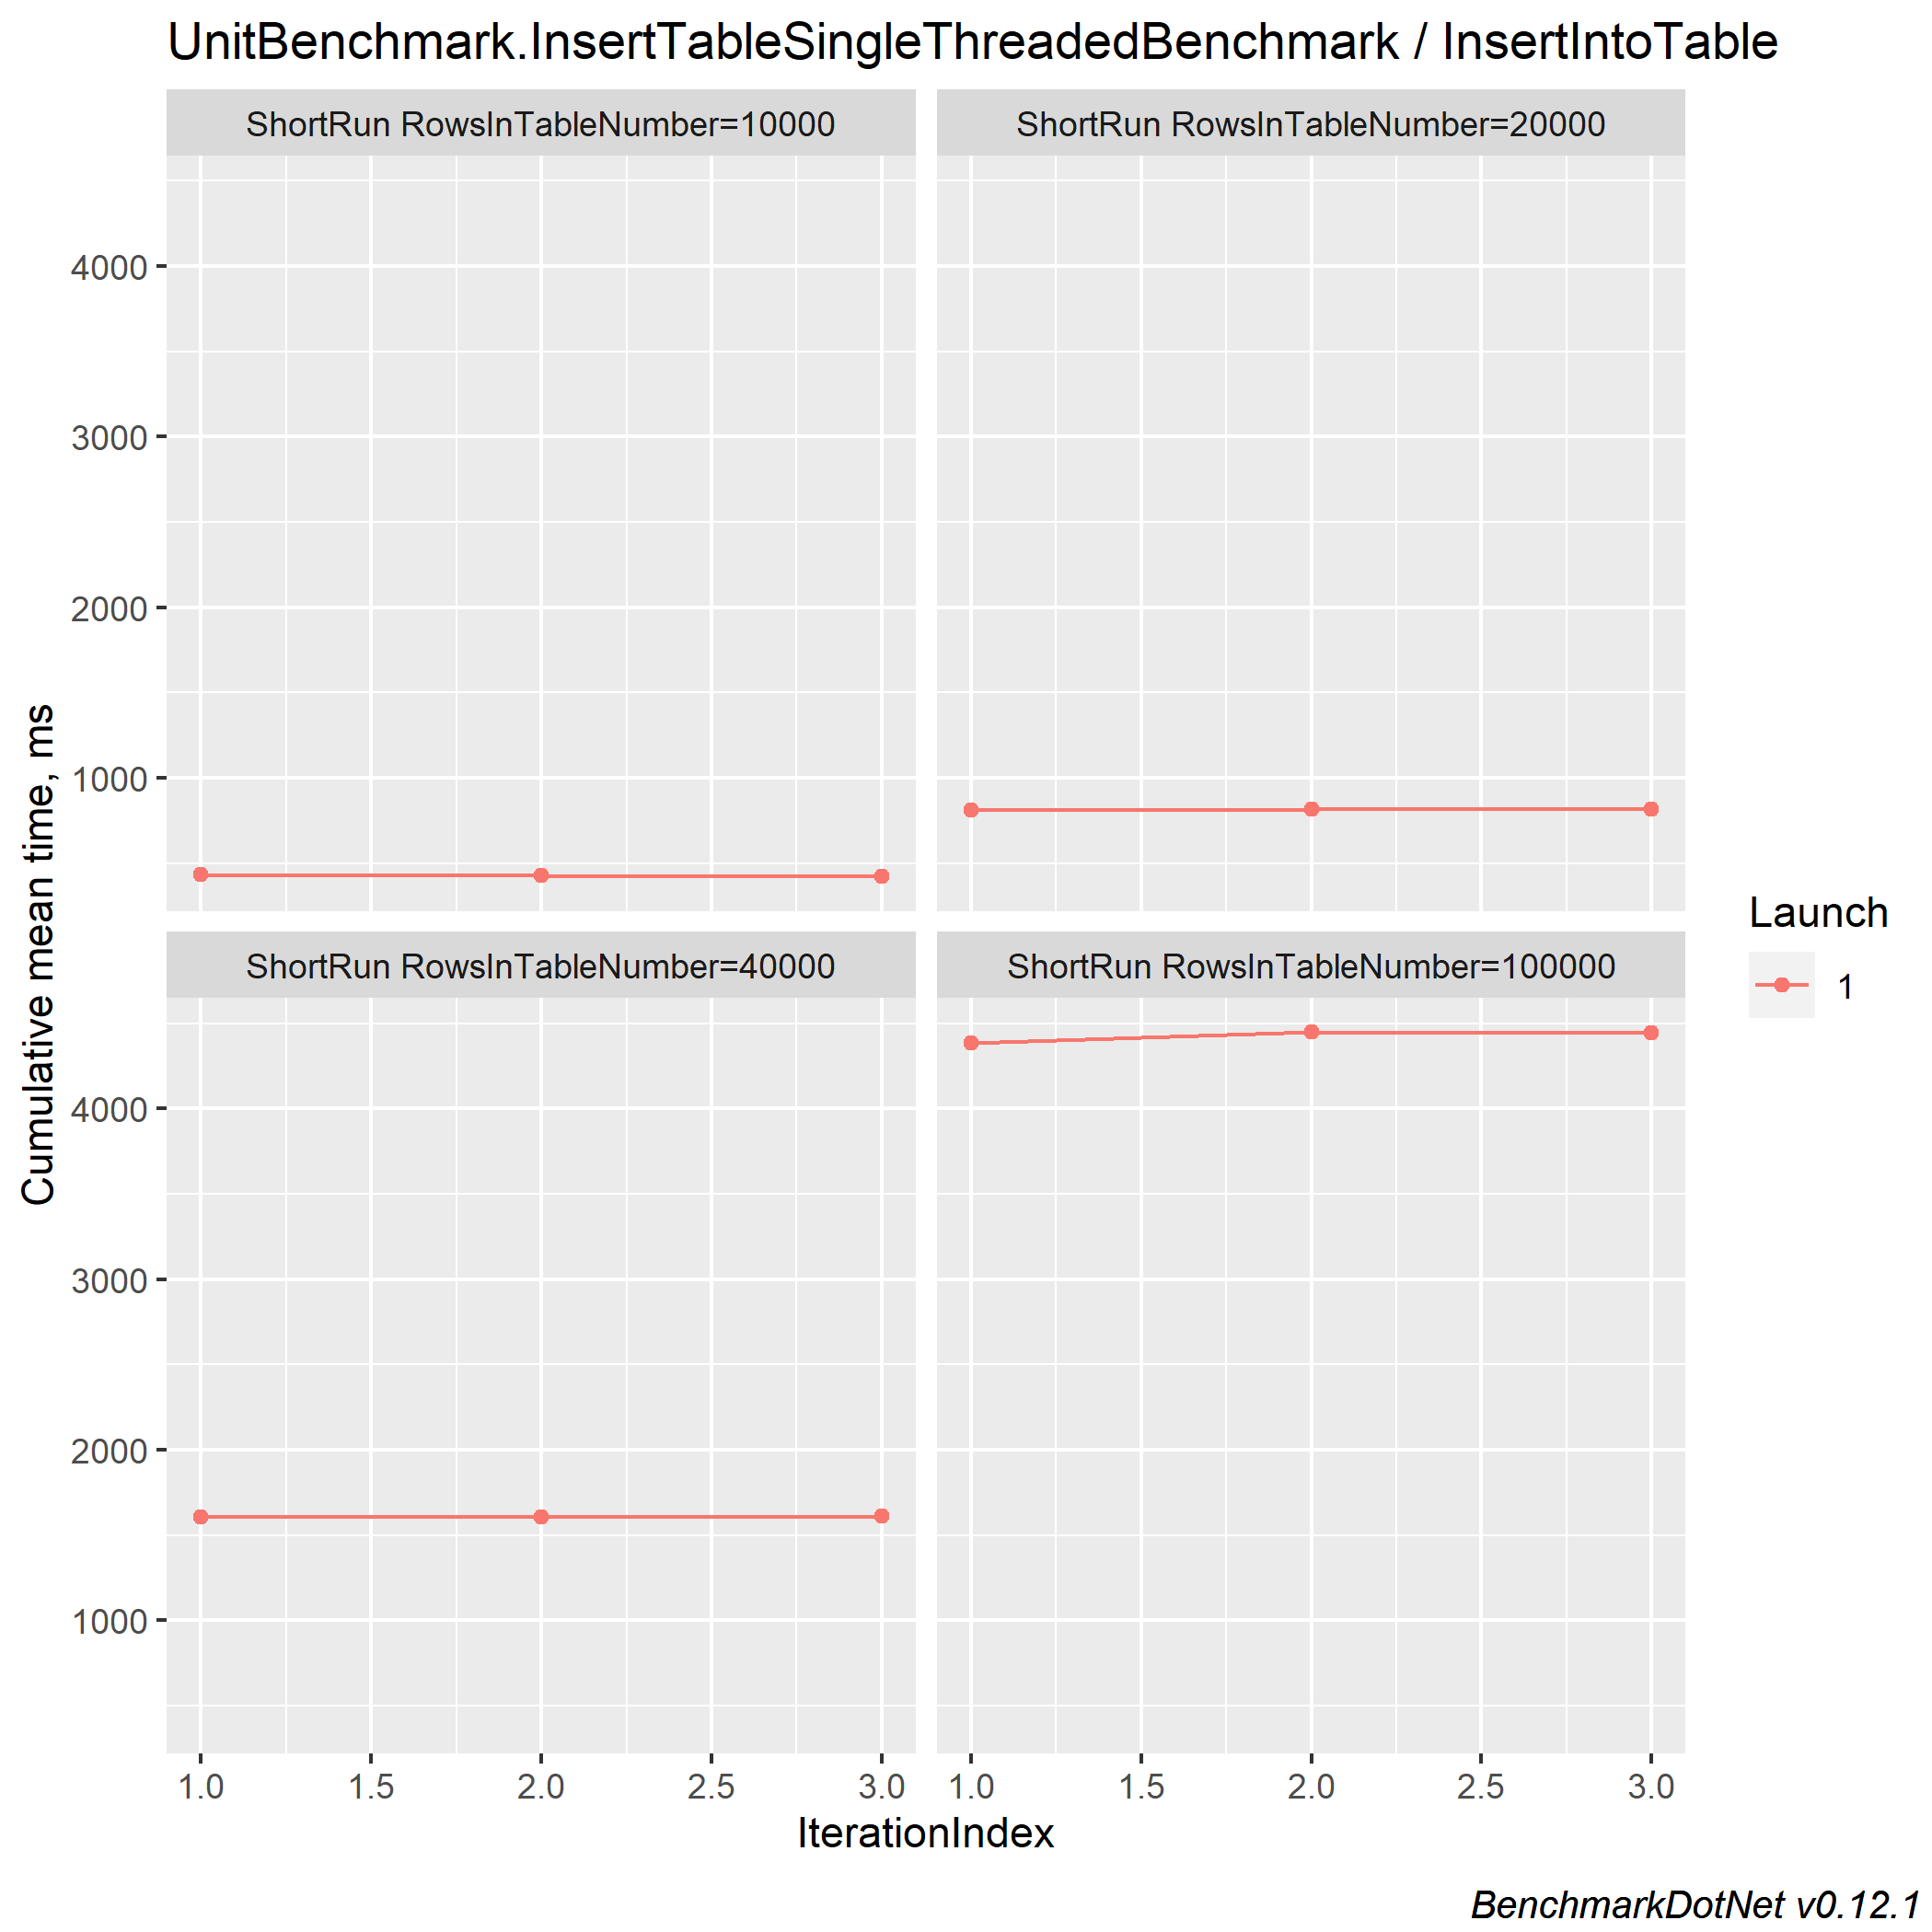 UnitBenchmark.InsertTableSingleThreadedBenchmark / InsertIntoTable
ShortRun RowsInTableNumber=10000
ShortRun RowsInTableNumber=20000
4000
3000
2000
1000
ShortRun RowsInTableNumber=40000
ShortRun RowsInTableNumber=100000
4000
3000
2000
1000
Cumulative mean time, ms
1.0 1.5 2.0 2.5 3.0
1.0 1.5 2.0 2.5 3.0
IterationIndex
Launch
1
BenchmarkDotNet v0.12.1